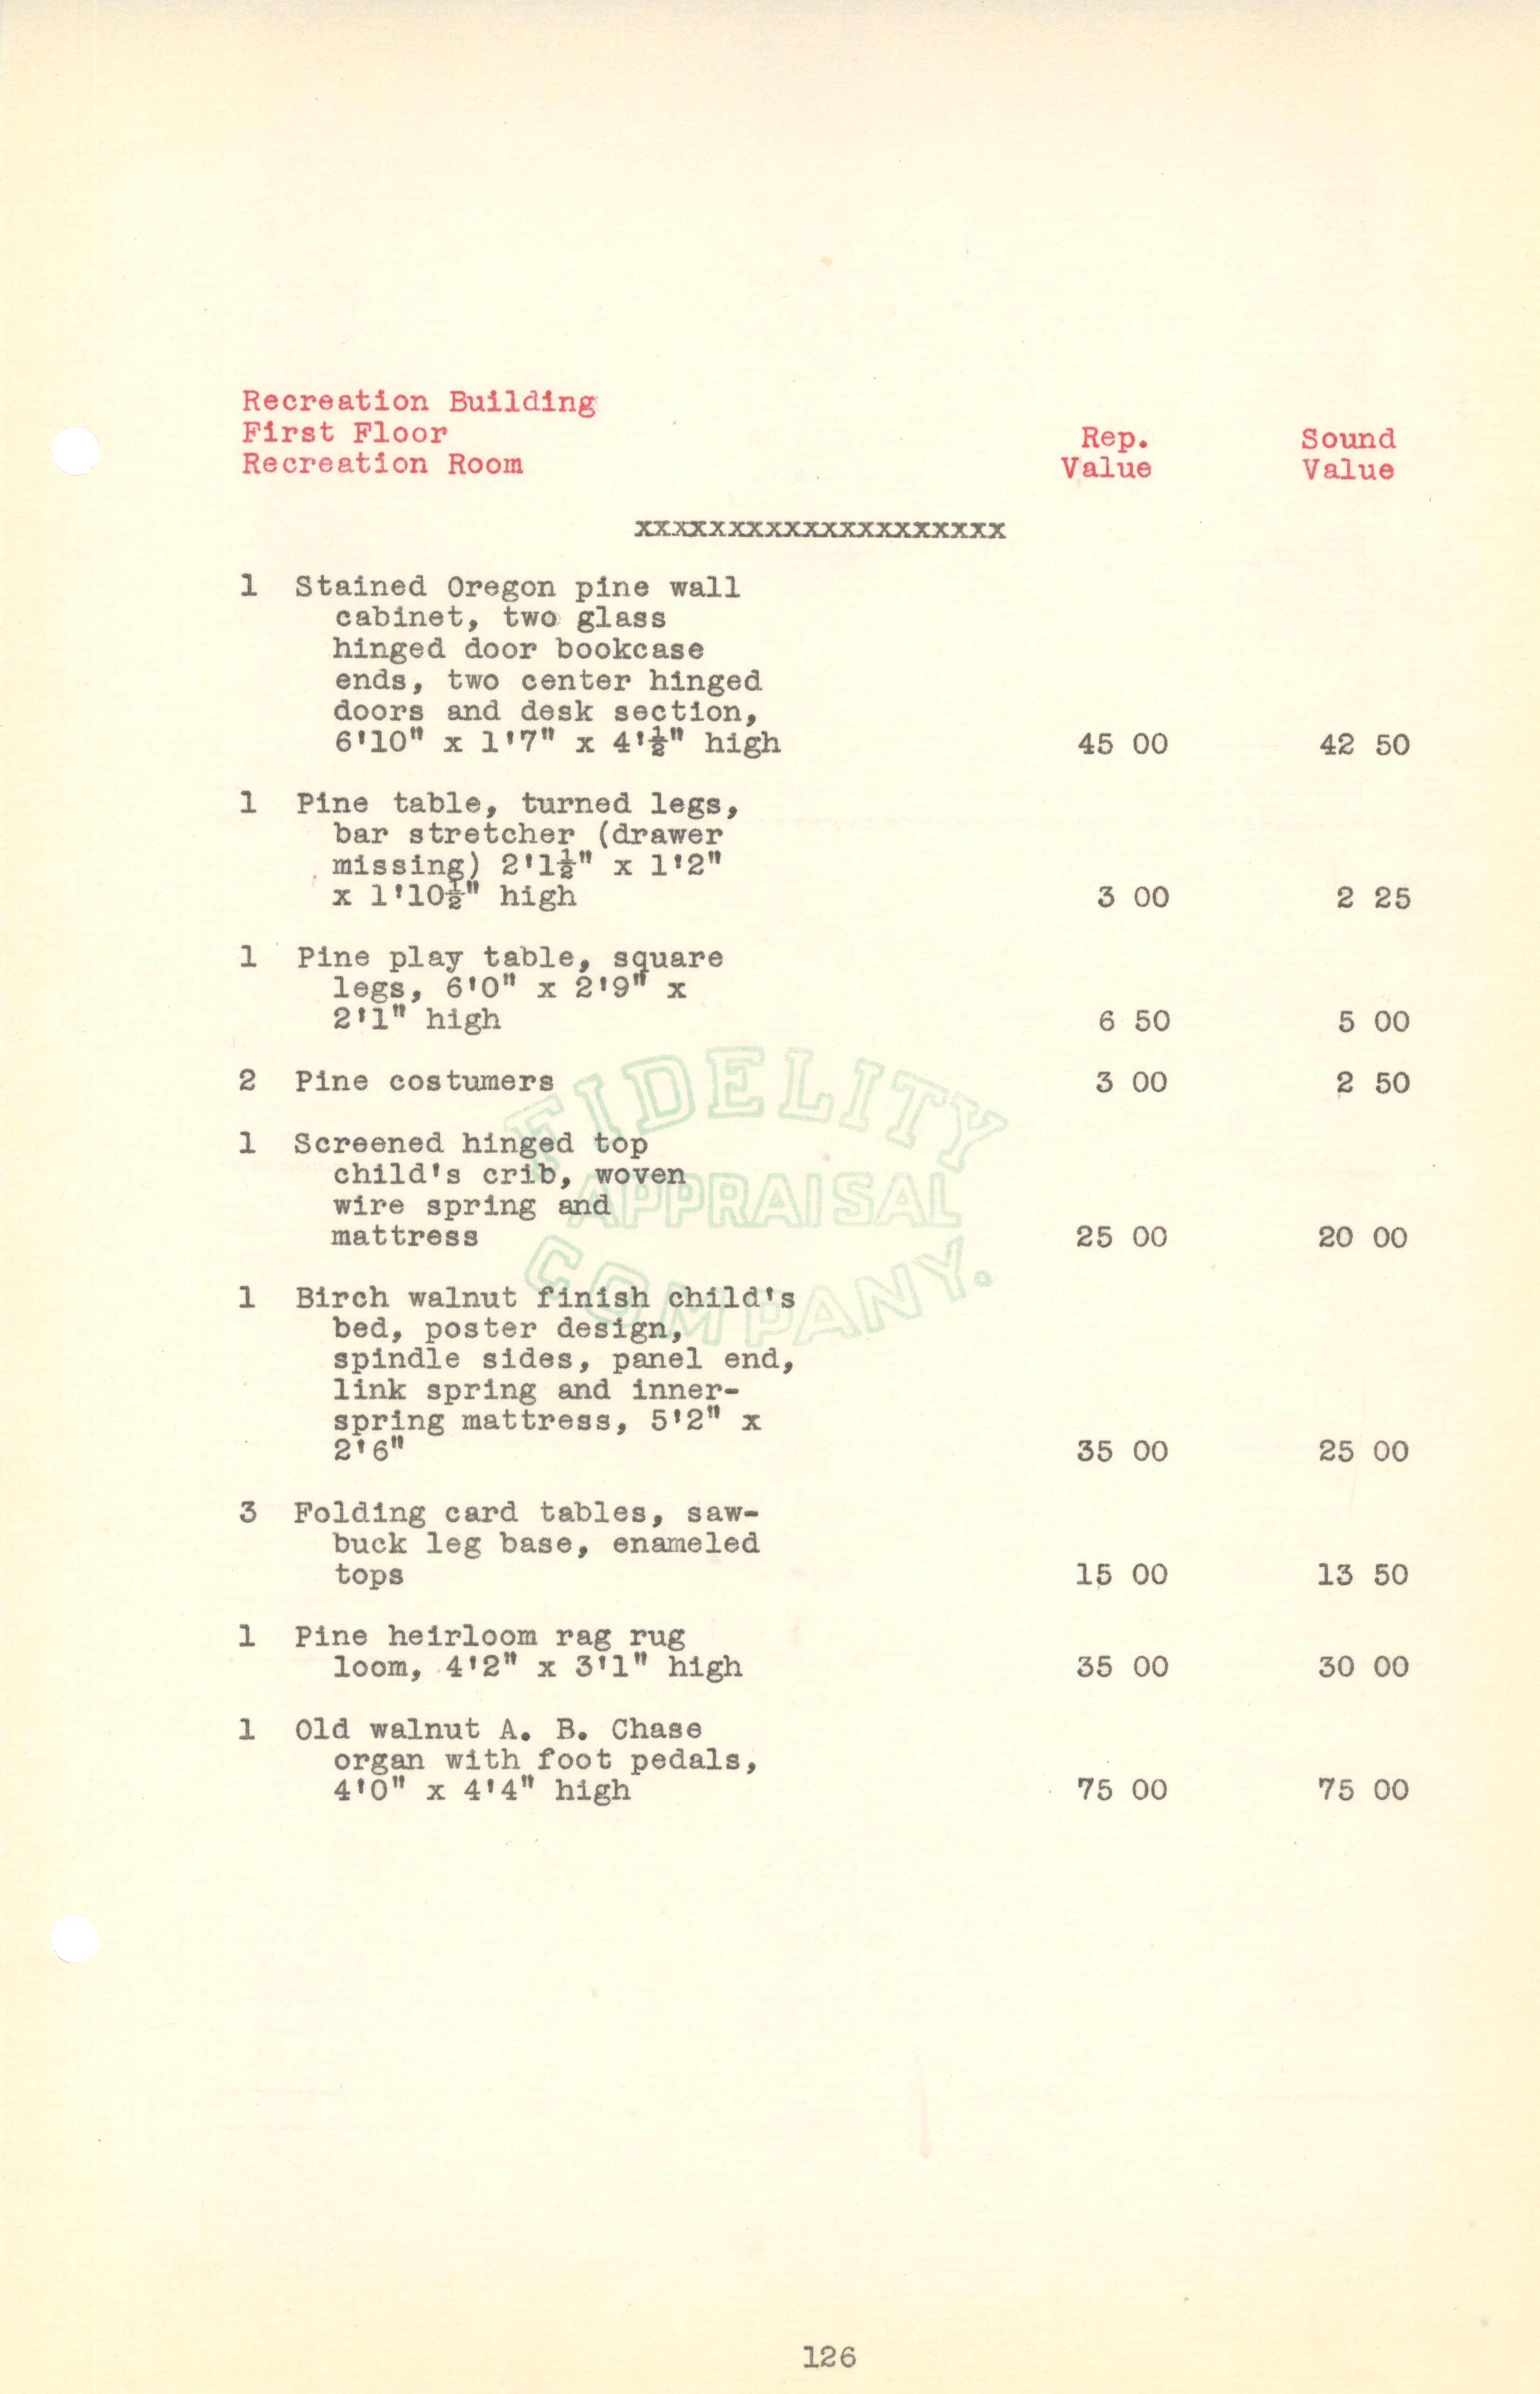 Recreation Building
First Floor
Recreation Room
Rep. Value
Sound Value
xxxxxxxxxxxxxxxxxxxx
1 Stained Oregon pine wall
cabinet, two glass
hinged door bookcase
ends, two center hinged
doors and desk section,
6'10" x 1'7" x 4'½" high 45 00 42 50
1 Pine table, turned legs,
bar stretcher (drawer
missing) 2'1½" x 1'2"
x 1'10½" high 3 00 2 25
1 Pine play table, square
legs, 6'0" x 2'9" x
2'1" high 6 50 5 00
2 Pine costumers 3 00 2 50
1 Screened hinged top
child's crib, woven
wire spring and
mattress 25 00 20 00
1 Birch walnut finish child's
bed, poster design,
spindle sides, panel end,
link spring and inner-
spring mattress, 5'2" x
2'6" 35 00 25 00
3 Folding card tables, saw-
buck leg base, enameled
tops 15 00 13 50
1 Pine heirloom rag rug
loom, 4'2" x 3'1" high 35 00 30 00
1 Old walnut A. B. Chase
organ with foot pedals,
4'0" x 4'4" high 75 00 75 00
FIDELITY
APPRAISAL
COMPANY.
126